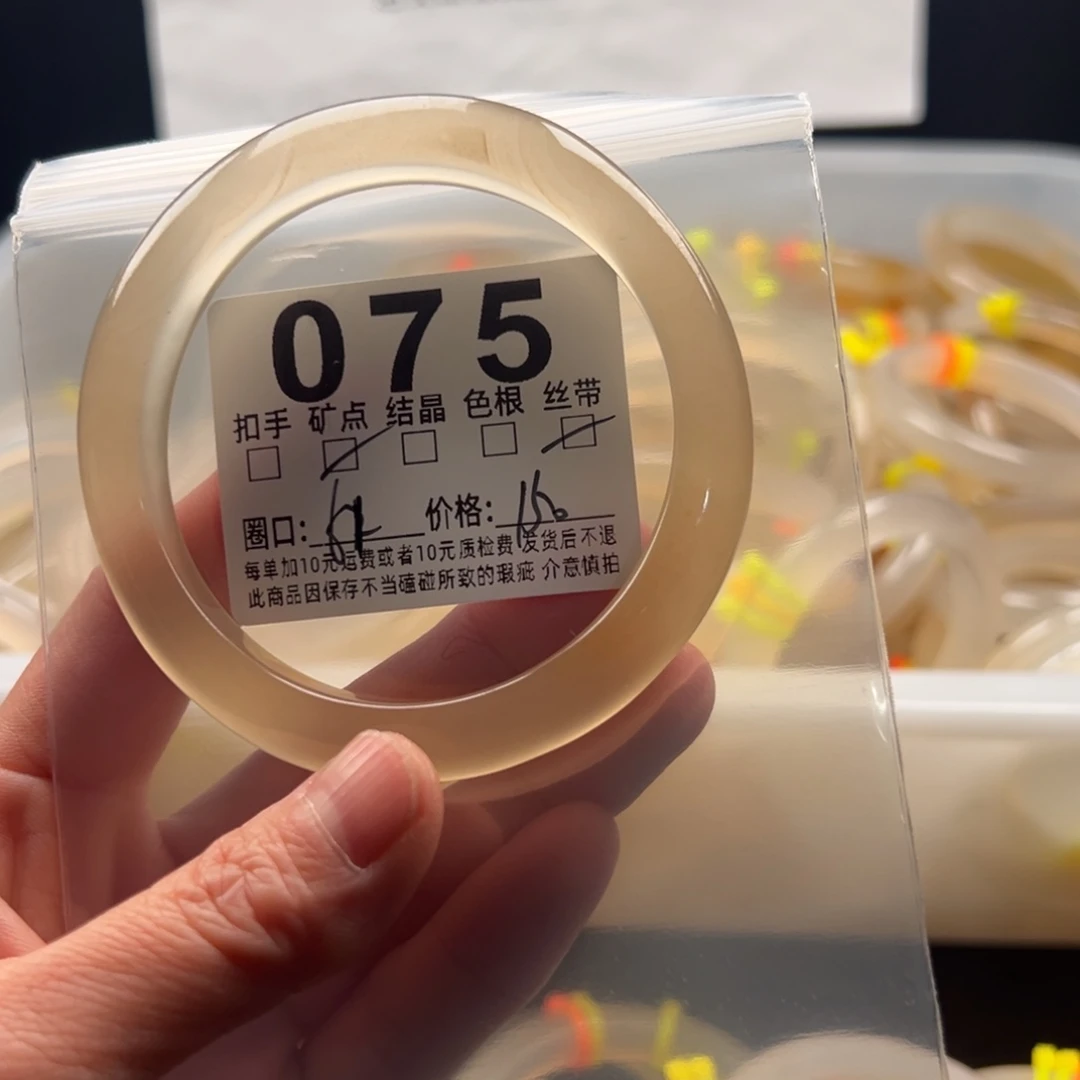 075
扣手 矿点 结晶 色根 丝带
圈口: 价格: 150
每单加10元运费或者10元质检费 发货后不退
此商品因保存不当磕碰所致的瑕疵 介意慎拍